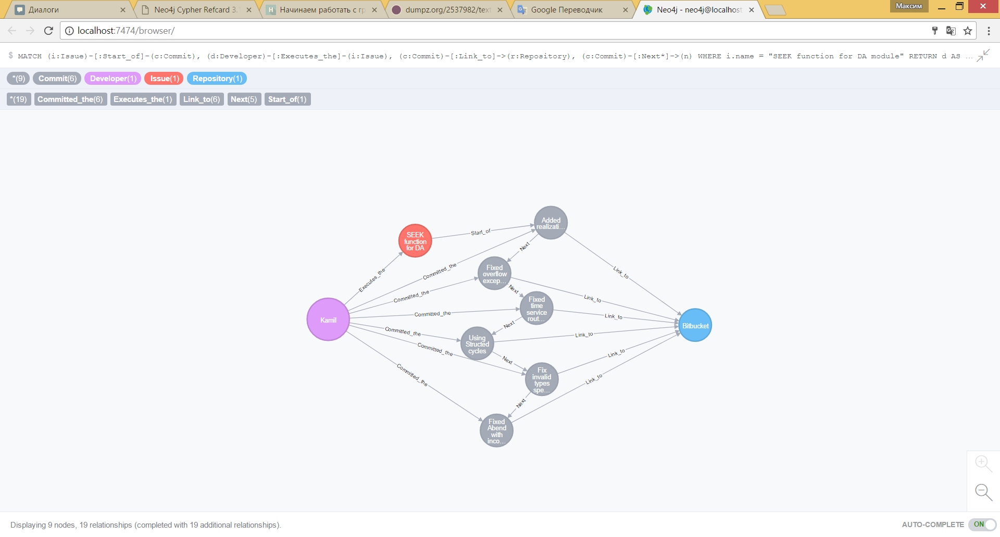 Диалоги
Neo4j Cypher Refcard 3.
Начинаем работать с гр
dumpz.org/2537982/text
Google Переводчик
Neo4j - neo4j@localhost
Максим
localhost:7474/browser/
$ MATCH (i:Issue)-[:Start_of]-(c:Commit), (d:Developer)-[:Executes_the]-(i:Issue), (c:Commit)-[:Link_to]->(r:Repository), (c:Commit)-[:Next*]->(n) WHERE i.name = "SEEK function for DA module" RETURN d AS ...
*(9) Commit(6) Developer(1) Issue(1) Repository(1)
*(19) Committed_the(6) Executes_the(1) Link_to(6) Next(5) Start_of(1)
Added
realizati...
SEEK
function
for DA
Start_of
Next
Executes_the
Committed_the
Fixed
overflow
excep...
Link_to
Committed_the
Next
Link_to
Fixed
time
service
rout...
Committed_the
Link_to
Kamil
Bitbucket
Next
Committed_the
Link_to
Using
Structed
cycles
Committed_the
Link_to
Next
Committed_the
Fix
invalid
types
spe...
Link_to
Next
Fixed
Abend
with
inco...
Displaying 9 nodes, 19 relationships (completed with 19 additional relationships).
AUTO-COMPLETE ON